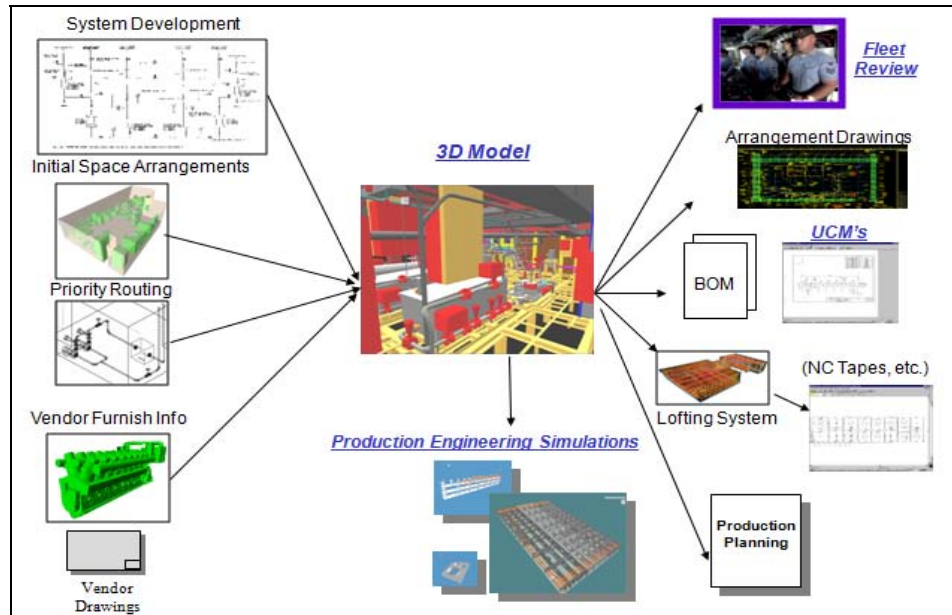 System Development
Initial Space Arrangements
Priority Routing
Vendor Furnish Info
Vendor
Drawings
3D Model
Production Engineering Simulations
Fleet
Review
Arrangement Drawings
UCM's
BOM
(NC Tapes, etc.)
Lofting System
Production
Planning